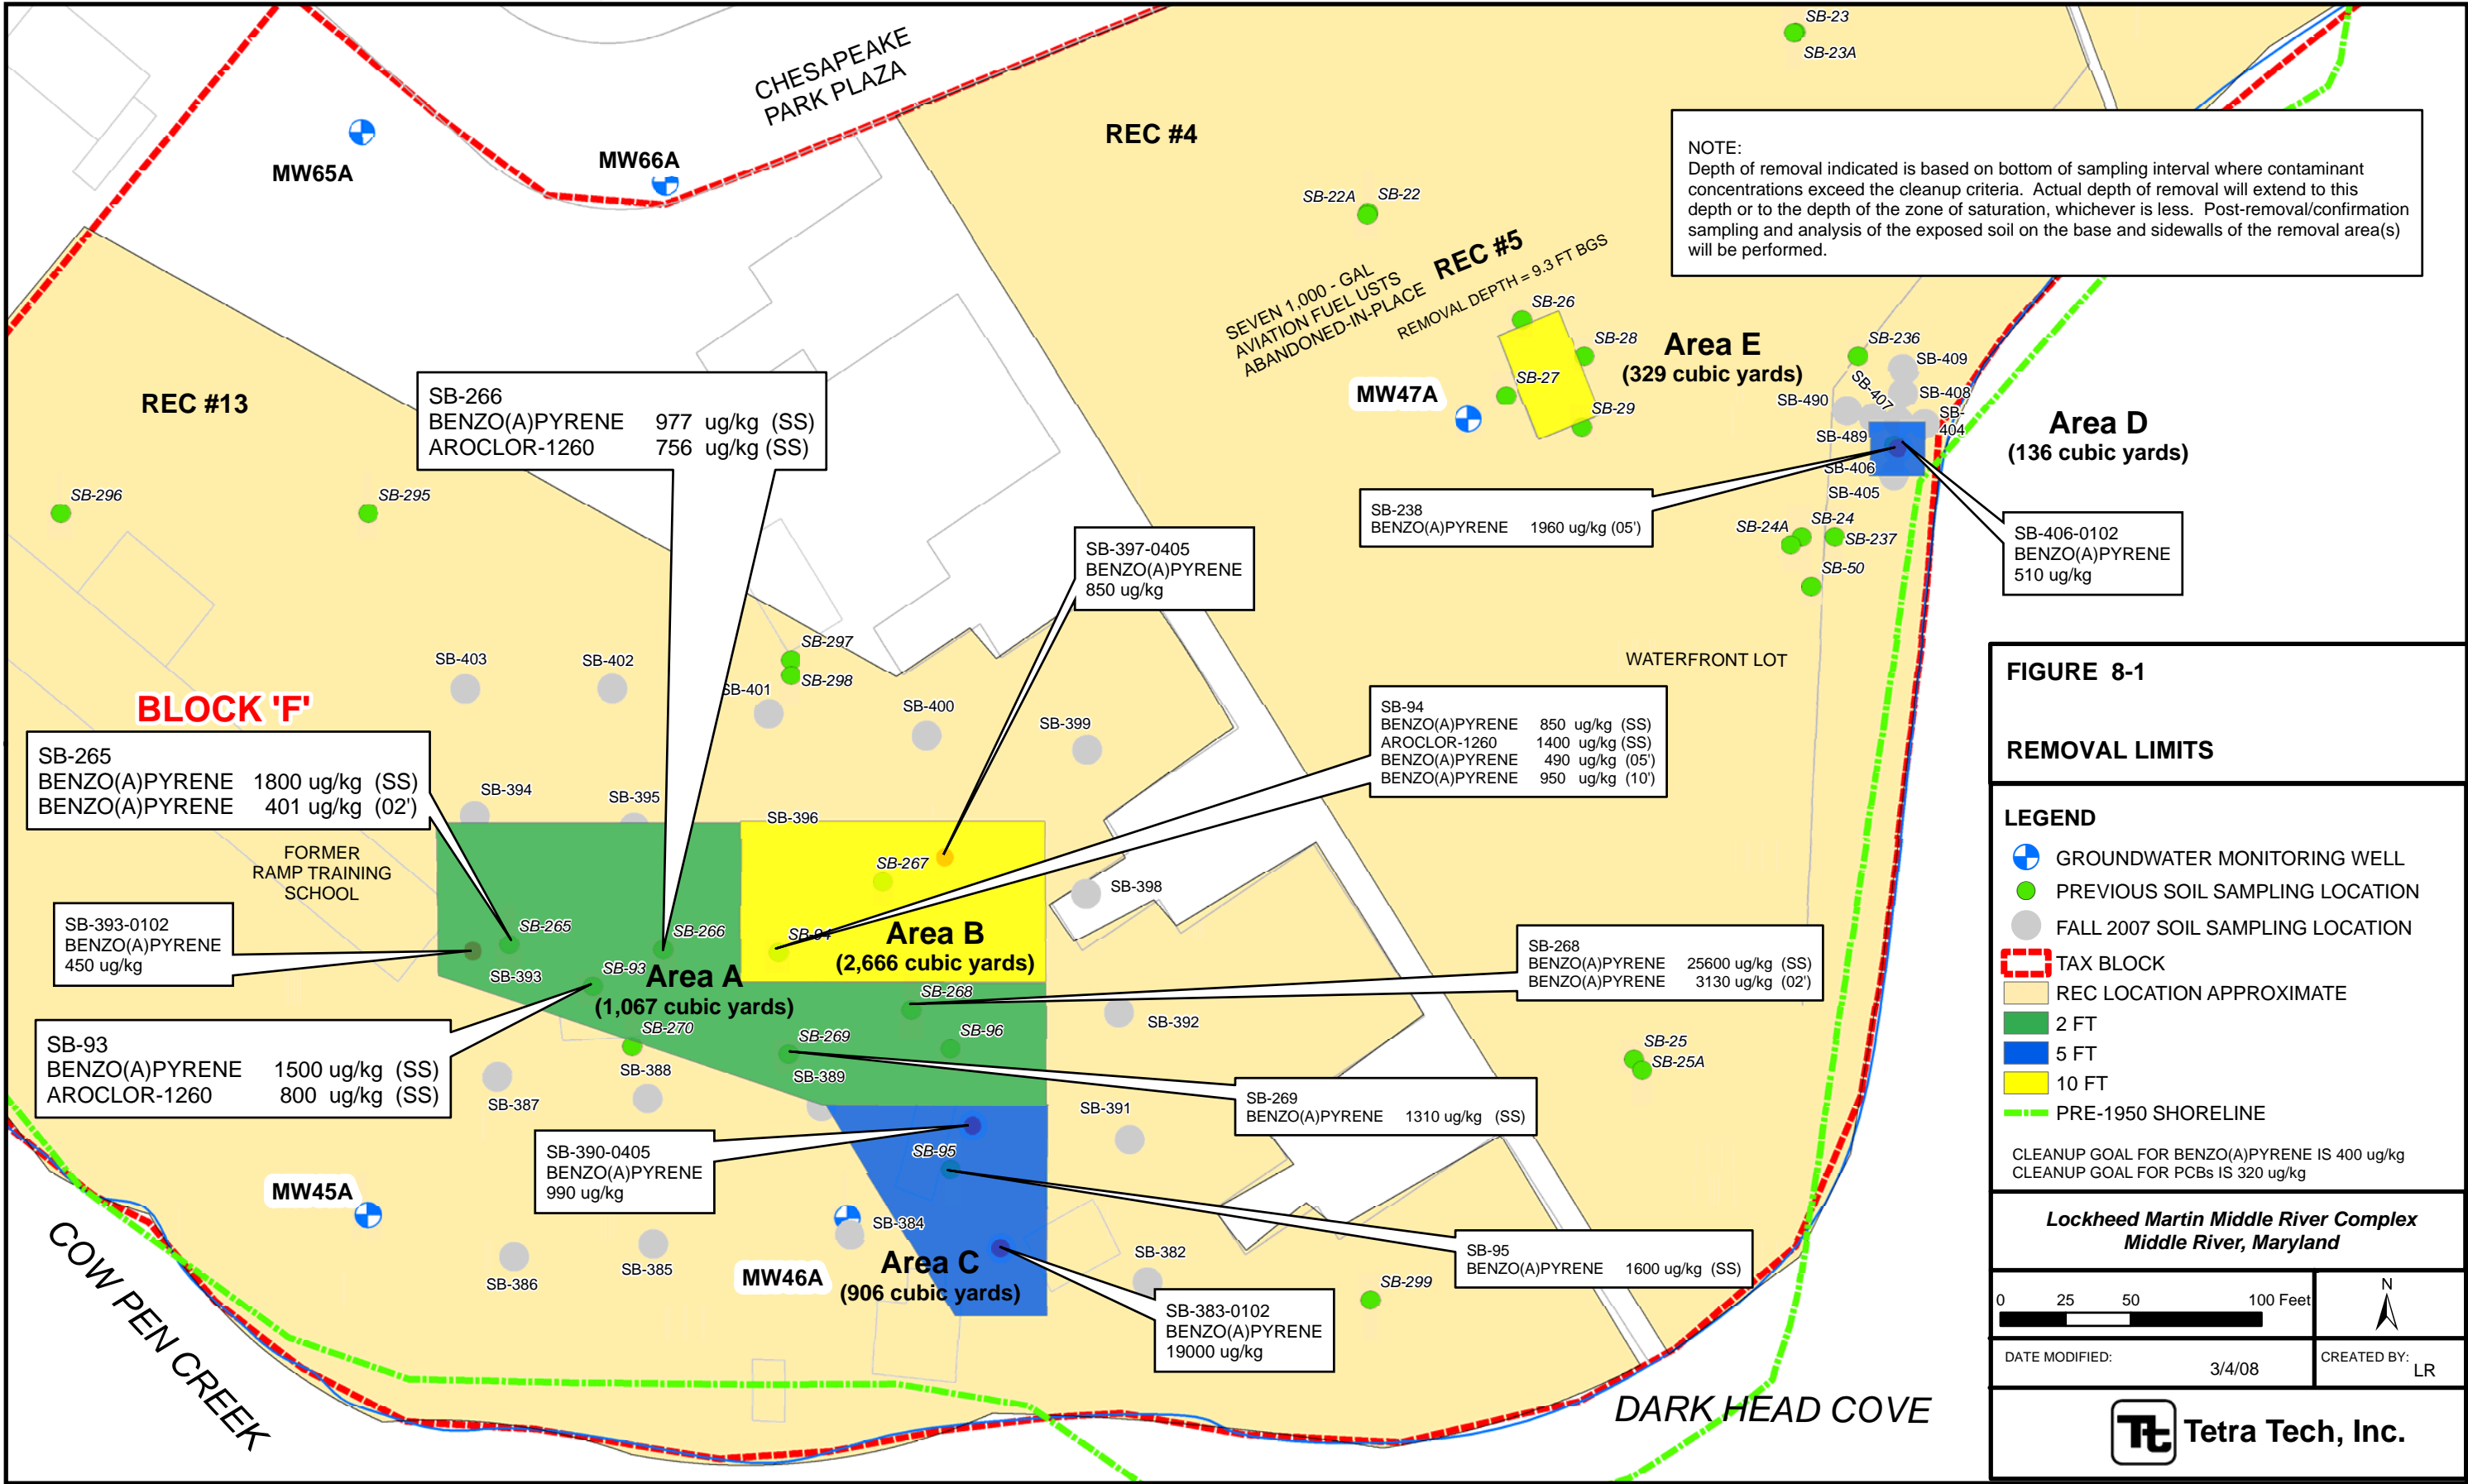 CHESAPEAKE
PARK PLAZA
SB-23
SB-23A
REC #4
NOTE:
Depth of removal indicated is based on bottom of sampling interval where contaminant
concentrations exceed the cleanup criteria. Actual depth of removal will extend to this
depth or to the depth of the zone of saturation, whichever is less. Post-removal/confirmation
sampling and analysis of the exposed soil on the base and sidewalls of the removal area(s)
will be performed.
MW65A
MW66A
SB-22A
SB-22
SEVEN 1,000 - GAL
AVIATION FUEL USTS
ABANDONED-IN-PLACE
REC #5
REMOVAL DEPTH = 9.3 FT BGS
SB-26
SB-28
SB-27
SB-29
Area E
(329 cubic yards)
MW47A
SB-236
SB-409
SB-408
SB-407
SB-490
SB-
404
SB-489
SB-406
SB-405
Area D
(136 cubic yards)
REC #13
SB-266
BENZO(A)PYRENE 977 ug/kg (SS)
AROCLOR-1260 756 ug/kg (SS)
SB-296
SB-295
SB-238
BENZO(A)PYRENE 1960 ug/kg (05')
SB-24A
SB-24
SB-237
SB-50
SB-406-0102
BENZO(A)PYRENE
510 ug/kg
SB-397-0405
BENZO(A)PYRENE
850 ug/kg
SB-297
SB-298
SB-403
SB-402
SB-401
SB-400
SB-399
WATERFRONT LOT
BLOCK 'F'
SB-94
BENZO(A)PYRENE 850 ug/kg (SS)
AROCLOR-1260 1400 ug/kg (SS)
BENZO(A)PYRENE 490 ug/kg (05')
BENZO(A)PYRENE 950 ug/kg (10')
SB-265
BENZO(A)PYRENE 1800 ug/kg (SS)
BENZO(A)PYRENE 401 ug/kg (02')
SB-394
SB-395
SB-396
FORMER
RAMP TRAINING
SCHOOL
SB-267
SB-398
SB-393-0102
BENZO(A)PYRENE
450 ug/kg
SB-265
SB-266
SB-94
SB-393
SB-93
Area B
(2,666 cubic yards)
Area A
(1,067 cubic yards)
SB-268
BENZO(A)PYRENE 25600 ug/kg (SS)
BENZO(A)PYRENE 3130 ug/kg (02')
SB-268
SB-392
SB-93
BENZO(A)PYRENE 1500 ug/kg (SS)
AROCLOR-1260 800 ug/kg (SS)
SB-270
SB-269
SB-96
SB-25
SB-25A
SB-388
SB-389
SB-387
SB-269
BENZO(A)PYRENE 1310 ug/kg (SS)
SB-391
SB-390-0405
BENZO(A)PYRENE
990 ug/kg
SB-95
MW45A
SB-384
SB-386
SB-385
MW46A
Area C
(906 cubic yards)
SB-382
SB-95
BENZO(A)PYRENE 1600 ug/kg (SS)
SB-299
SB-383-0102
BENZO(A)PYRENE
19000 ug/kg
COW PEN CREEK
DARK HEAD COVE
FIGURE 8-1
REMOVAL LIMITS
LEGEND
GROUNDWATER MONITORING WELL
PREVIOUS SOIL SAMPLING LOCATION
FALL 2007 SOIL SAMPLING LOCATION
TAX BLOCK
REC LOCATION APPROXIMATE
2 FT
5 FT
10 FT
PRE-1950 SHORELINE
CLEANUP GOAL FOR BENZO(A)PYRENE IS 400 ug/kg
CLEANUP GOAL FOR PCBs IS 320 ug/kg
Lockheed Martin Middle River Complex
Middle River, Maryland
0 25 50 100 Feet
N
DATE MODIFIED: 3/4/08
CREATED BY: LR
Tt Tetra Tech, Inc.